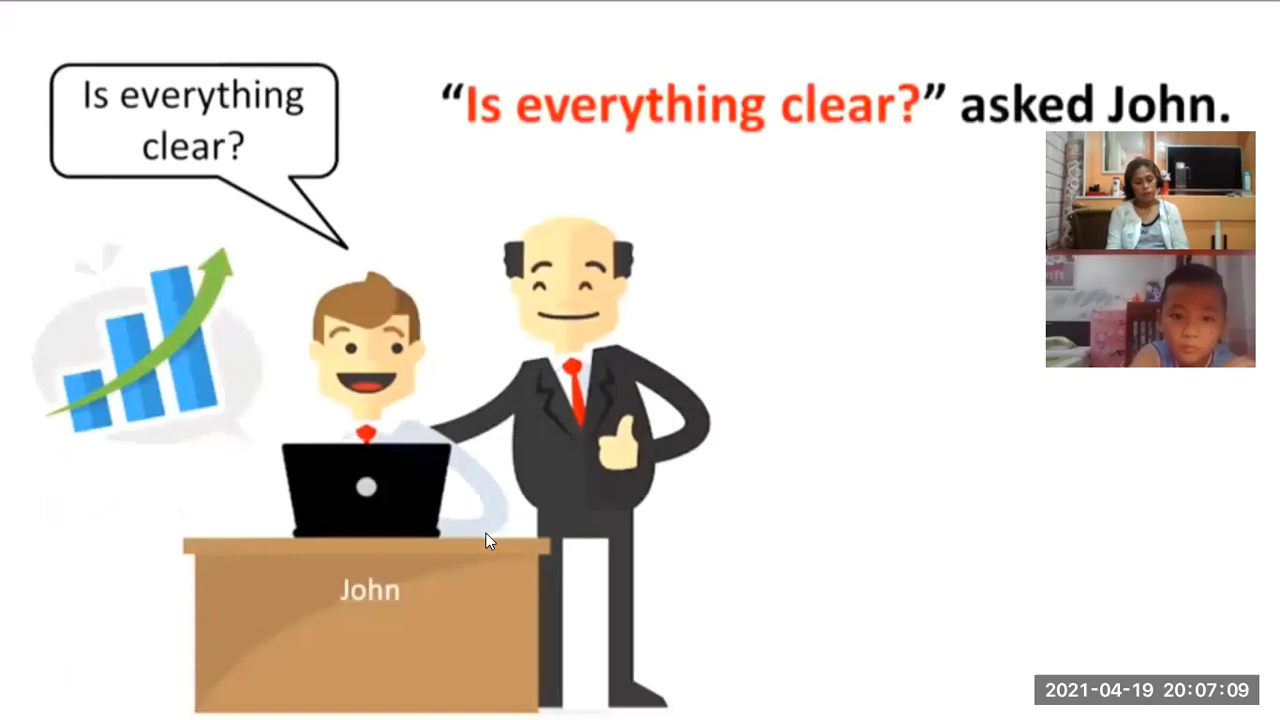 Is everything
clear?
“Is everything clear?” asked John.
John
2021-04-19 20:07:09